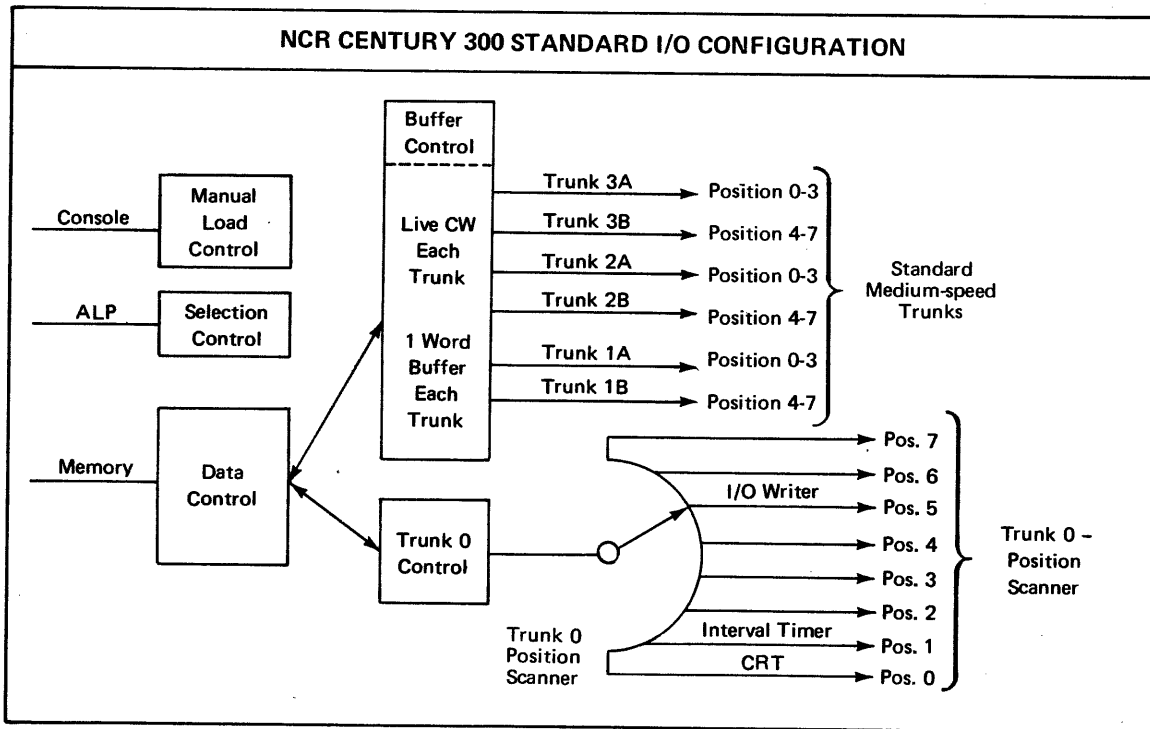 NCR CENTURY 300 STANDARD I/O CONFIGURATION
Console
Manual
Load
Control
ALP
Selection
Control
Memory
Data
Control
Buffer
Control
Live CW
Each
Trunk
1 Word
Buffer
Each
Trunk
Trunk 3A
Position 0-3
Trunk 3B
Position 4-7
Trunk 2A
Position 0-3
Trunk 2B
Position 4-7
Trunk 1A
Position 0-3
Trunk 1B
Position 4-7
Standard
Medium-speed
Trunks
Trunk 0
Control
Trunk 0
Position
Scanner
Pos. 7
Pos. 6
I/O Writer
Pos. 5
Pos. 4
Pos. 3
Pos. 2
Interval Timer
Pos. 1
CRT
Pos. 0
Trunk 0 –
Position
Scanner